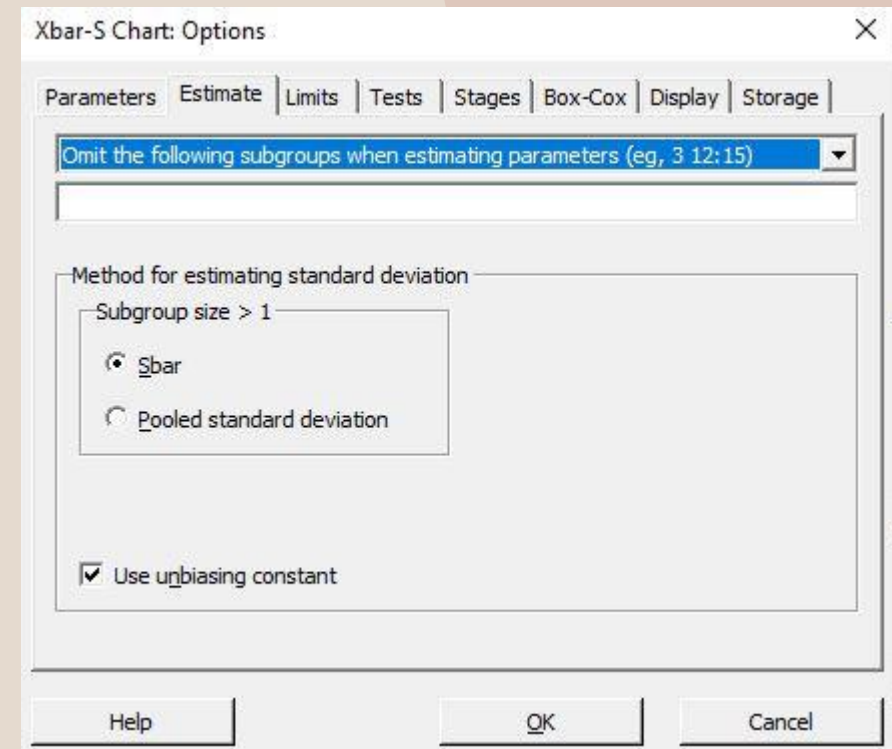 Xbar-S Chart: Options
Parameters Estimate Limits Tests Stages Box-Cox Display Storage
Omit the following subgroups when estimating parameters (eg, 3 12:15)
Method for estimating standard deviation
Subgroup size > 1
Sbar
Pooled standard deviation
Use unbiasing constant
Help OK Cancel